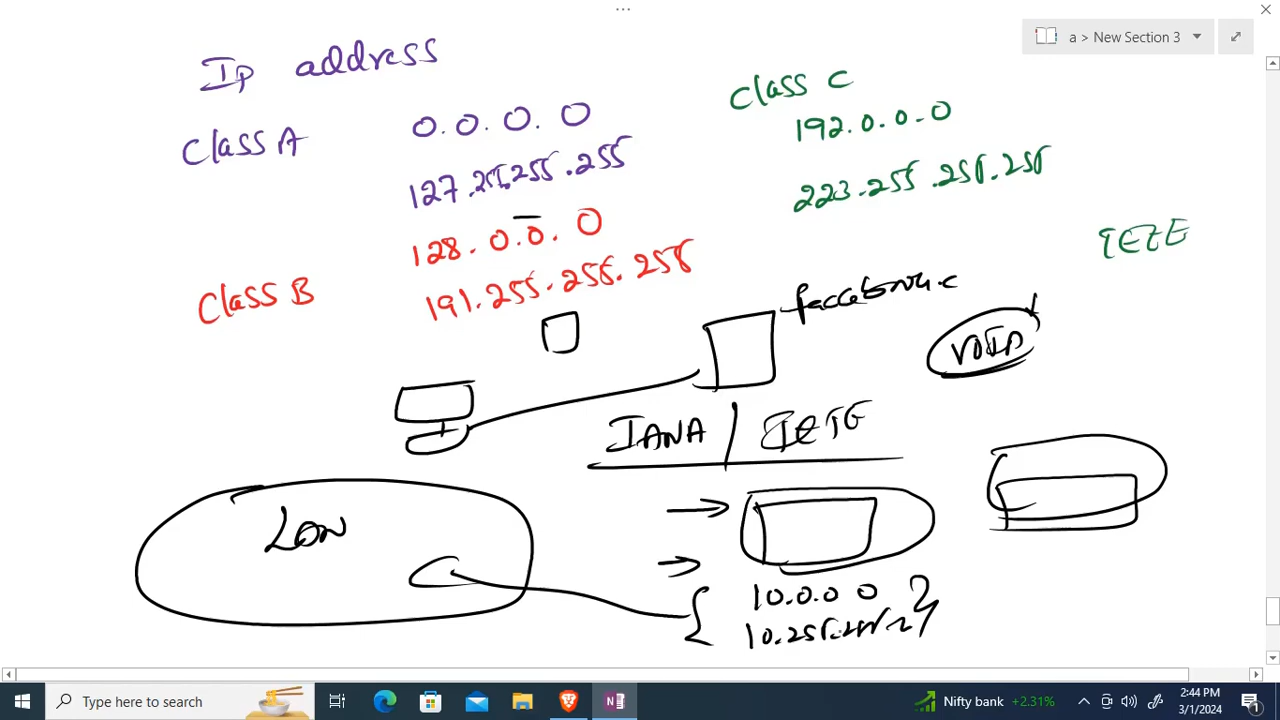 a > New Section 3
Ip address
Class A
0.0.0.0
127.255.255.255
128.0.0.0
Class B
191.255.255.255
Class C
192.0.0.0
223.255.255.255
IETE
VOIP
IANA / IETE
LAN
10.0.0 0
Type here to search
Nifty bank +2.31%
2:44 PM
3/1/2024